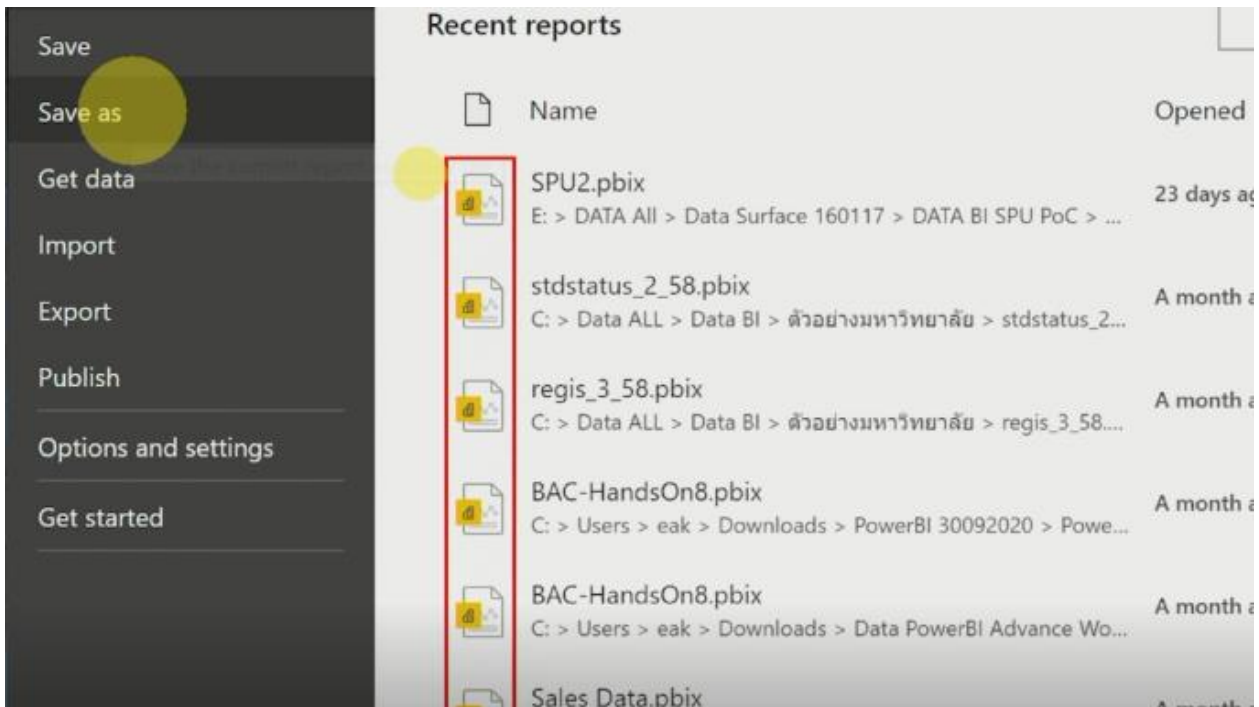 Save
Save as
Get data
Import
Export
Publish
Options and settings
Get started
Recent reports
Name
Opened
SPU2.pbix
E: > DATA All > Data Surface 160117 > DATA BI SPU PoC > ...
23 days ag
stdstatus_2_58.pbix
C: > Data ALL > Data BI > ตัวอย่างมหาวิทยาลัย > stdstatus_2...
A month a
regis_3_58.pbix
C: > Data ALL > Data BI > ตัวอย่างมหาวิทยาลัย > regis_3_58....
A month a
BAC-HandsOn8.pbix
C: > Users > eak > Downloads > PowerBI 30092020 > Powe...
A month a
BAC-HandsOn8.pbix
C: > Users > eak > Downloads > Data PowerBI Advance Wo...
A month a
Sales Data.pbix